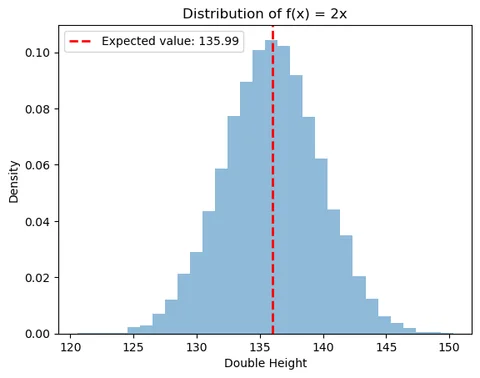 Distribution of f(x) = 2x
Expected value: 135.99
0.10
0.08
0.06
0.04
0.02
0.00
Density
120 125 130 135 140 145 150
Double Height